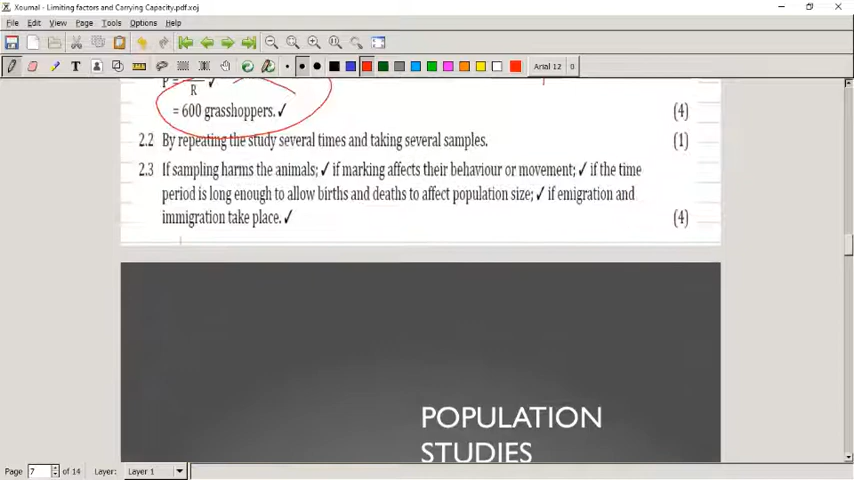 Xournal - Limiting factors and Carrying Capacity.pdf.xoj
File Edit View Page Tools Options Help
Arial 12 0
R ✓
= 600 grasshoppers. ✓ (4)
2.2 By repeating the study several times and taking several samples. (1)
2.3 If sampling harms the animals; ✓ if marking affects their behaviour or movement; ✓ if the time
period is long enough to allow births and deaths to affect population size; ✓ if emigration and
immigration take place. ✓ (4)
POPULATION
STUDIES
Page 7 of 14 Layer: Layer 1